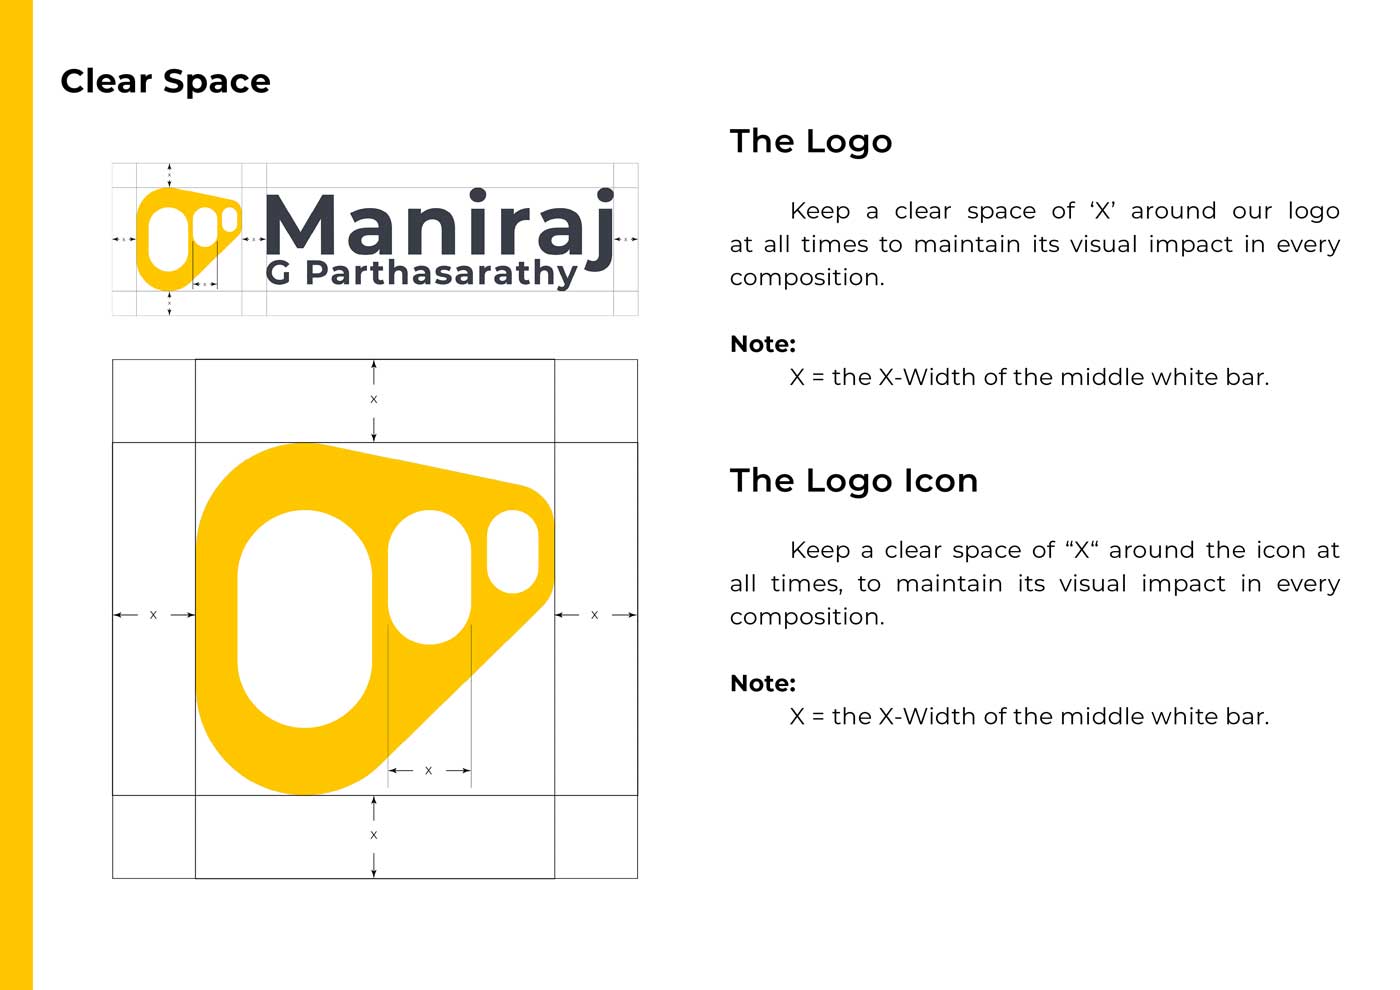 Clear Space
x
x
x
x
x
x
Maniraj
G Parthasarathy
X
X
X
X
X
The Logo
Keep a clear space of ‘X’ around our logo
at all times to maintain its visual impact in every
composition.
Note:
X = the X-Width of the middle white bar.
The Logo Icon
Keep a clear space of “X“ around the icon at
all times, to maintain its visual impact in every
composition.
Note:
X = the X-Width of the middle white bar.